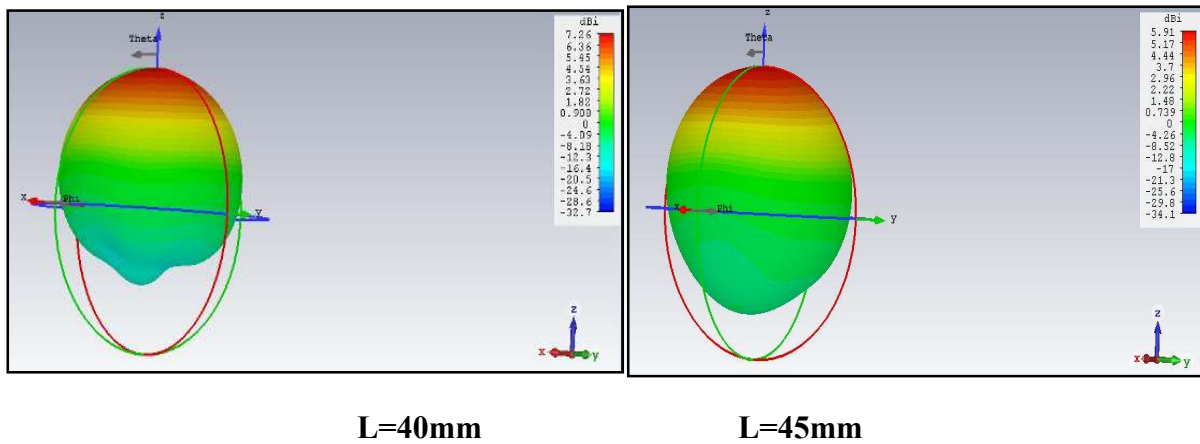 z
Theta
x
Phi
y
dBi
7.26
6.36
5.45
4.54
3.63
2.72
1.82
0.908
0
-4.09
-8.18
-12.3
-16.4
-20.5
-24.6
-28.6
-32.7
z
x
y
z
Theta
x
Phi
y
dBi
5.91
5.17
4.44
3.7
2.96
2.22
1.48
0.739
0
-4.26
-8.52
-12.8
-17
-21.3
-25.6
-29.8
-34.1
z
x
y
L=40mm
L=45mm